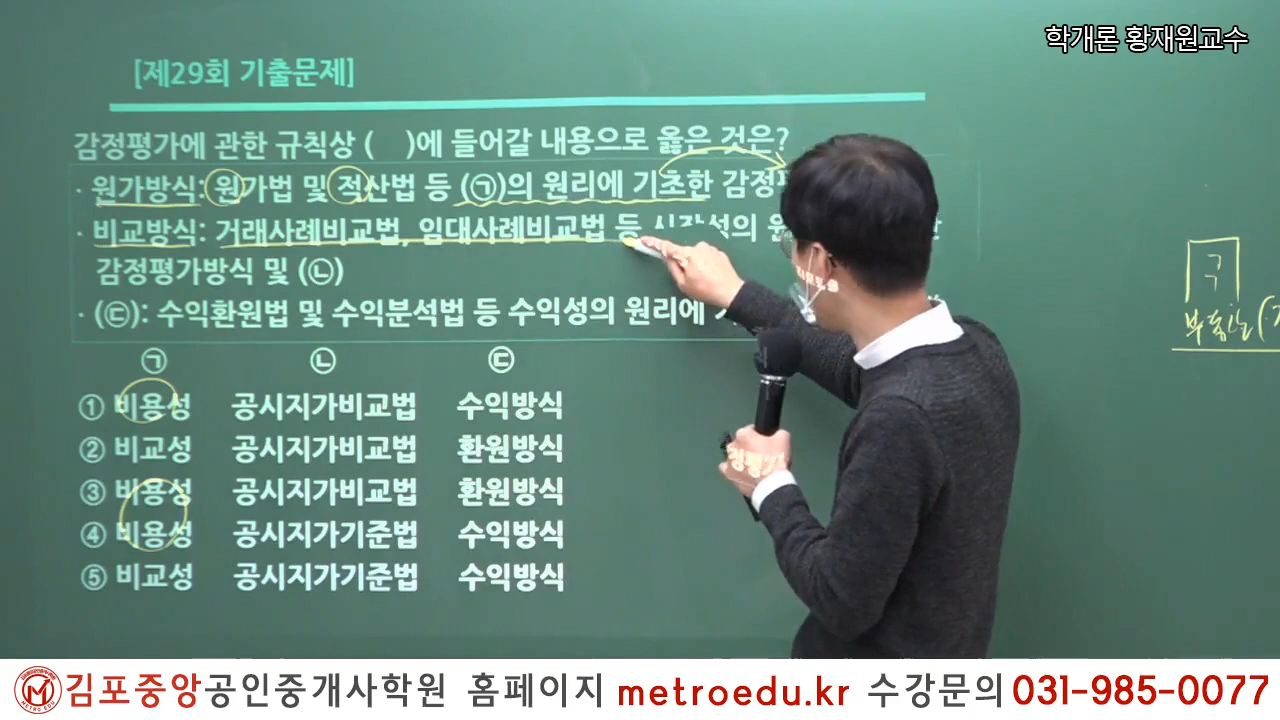 학개론 황재원교수
[제29회 기출문제]
감정평가에 관한 규칙상 (    )에 들어갈 내용으로 옳은 것은?
· 원가방식: 원가법 및 적산법 등 (㉠)의 원리에 기초한
· 비교방식: 거래사례비교법, 임대사례비교법 등 시장성의
감정평가방식 및 (㉡)
· (㉢): 수익환원법 및 수익분석법 등 수익성의 원리에
㉠ ㉡ ㉢
① 비용성 공시지가비교법 수익방식
② 비교성 공시지가비교법 환원방식
③ 비용성 공시지가비교법 환원방식
④ 비용성 공시지가기준법 수익방식
⑤ 비교성 공시지가기준법 수익방식
부동산
METRO EDU
김포중앙공인중개사학원 홈페이지 metroedu.kr 수강문의 031-985-0077